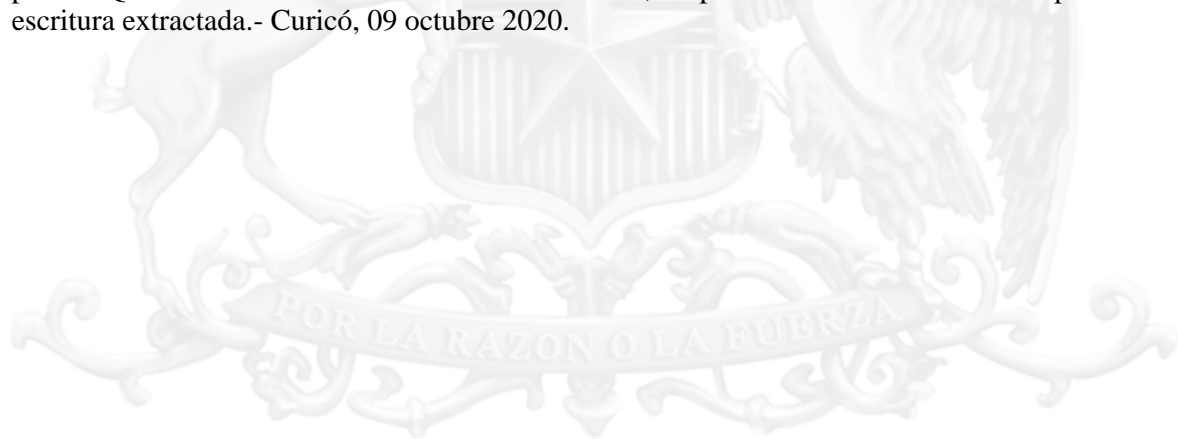 escritura extractada.- Curicó, 09 octubre 2020.
POR LA RAZON O LA FUERZA